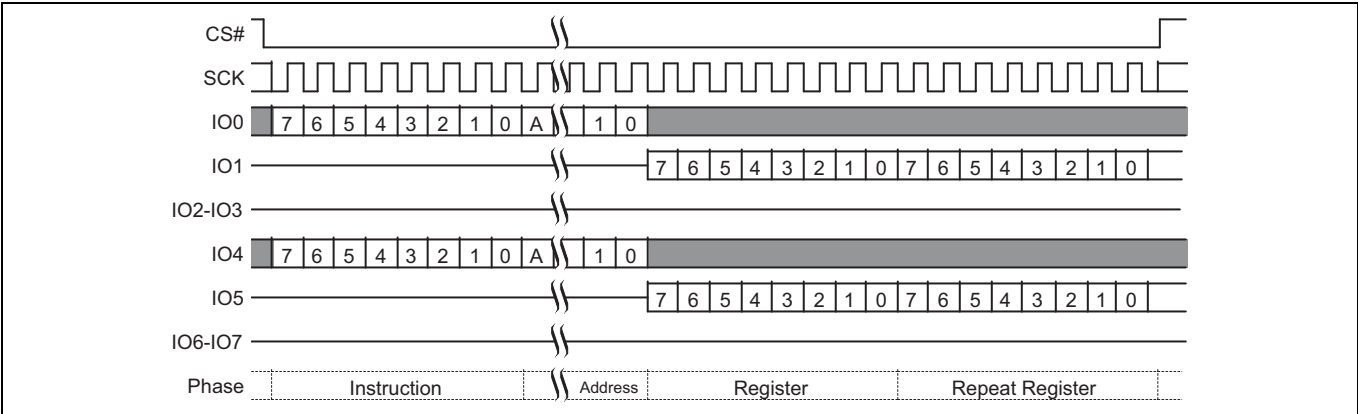 CS#
SCK
IO0 7 6 5 4 3 2 1 0 A 1 0
IO1 7 6 5 4 3 2 1 0 7 6 5 4 3 2 1 0
IO2-IO3
IO4 7 6 5 4 3 2 1 0 A 1 0
IO5 7 6 5 4 3 2 1 0 7 6 5 4 3 2 1 0
IO6-IO7
Phase Instruction Address Register Repeat Register